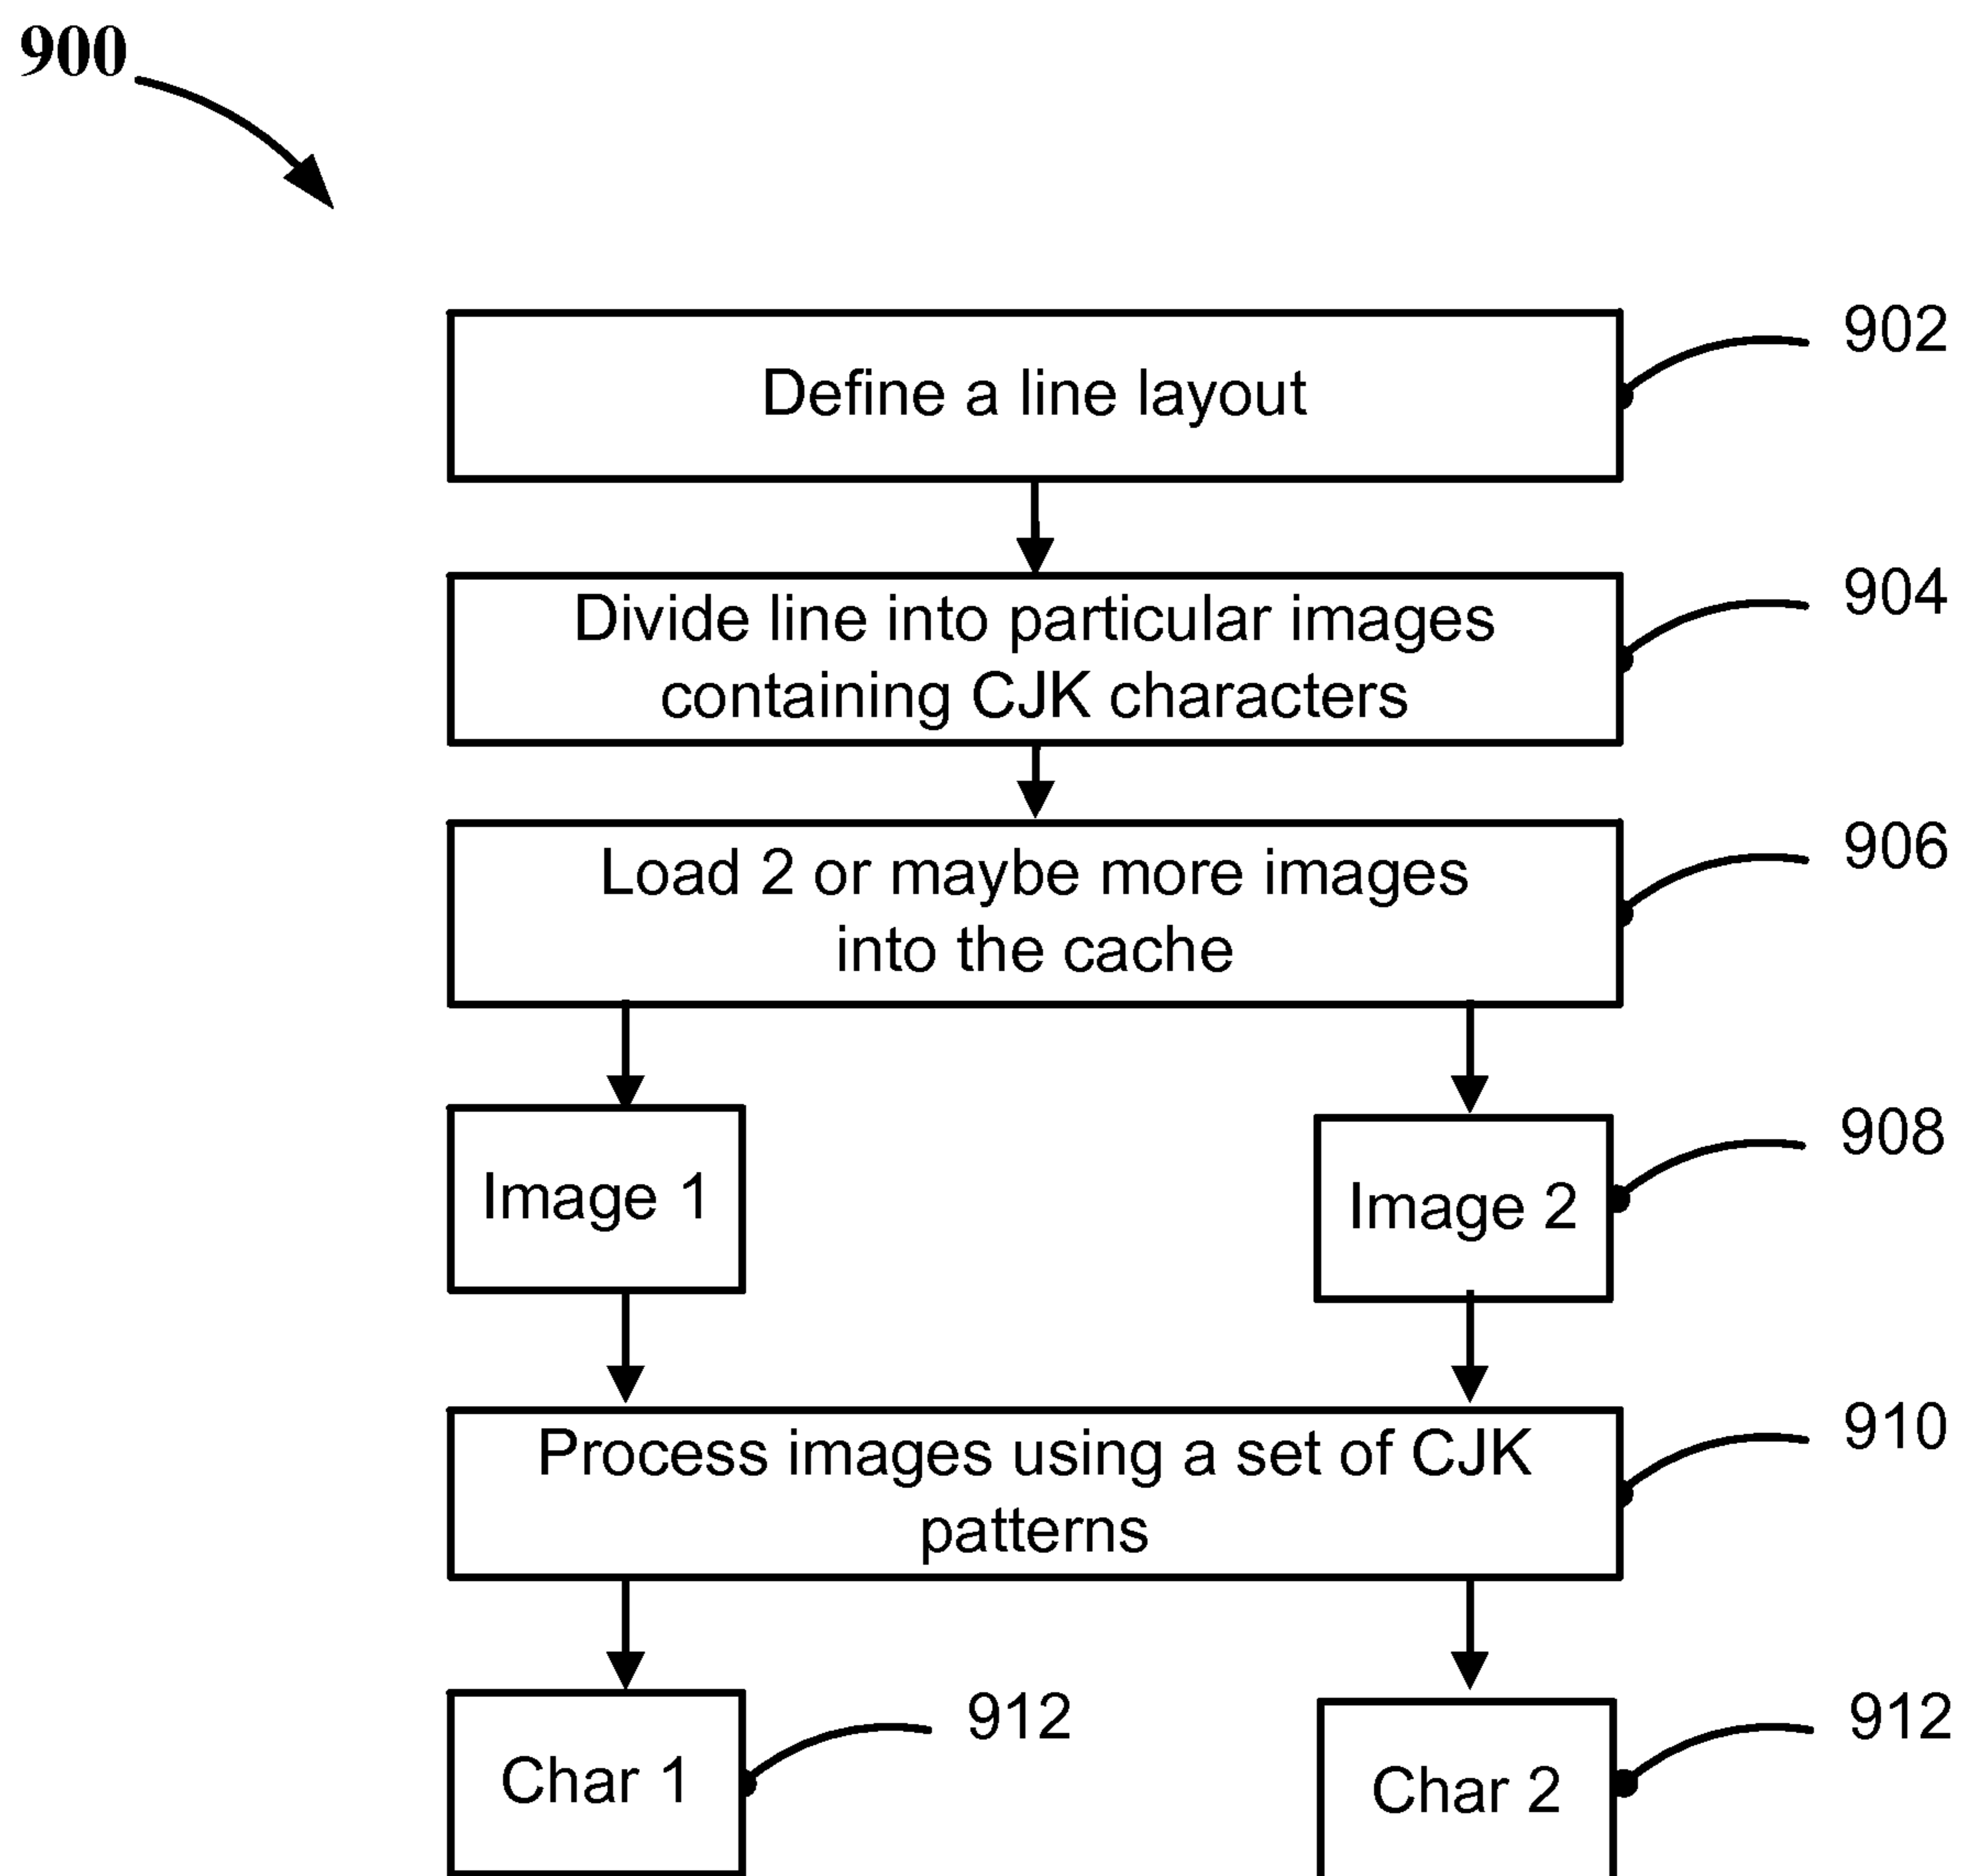 900
902
Define a line layout
904
Divide line into particular images
containing CJK characters
906
Load 2 or maybe more images
into the cache
908
Image 1
Image 2
910
Process images using a set of CJK
patterns
912
912
Char 1
Char 2